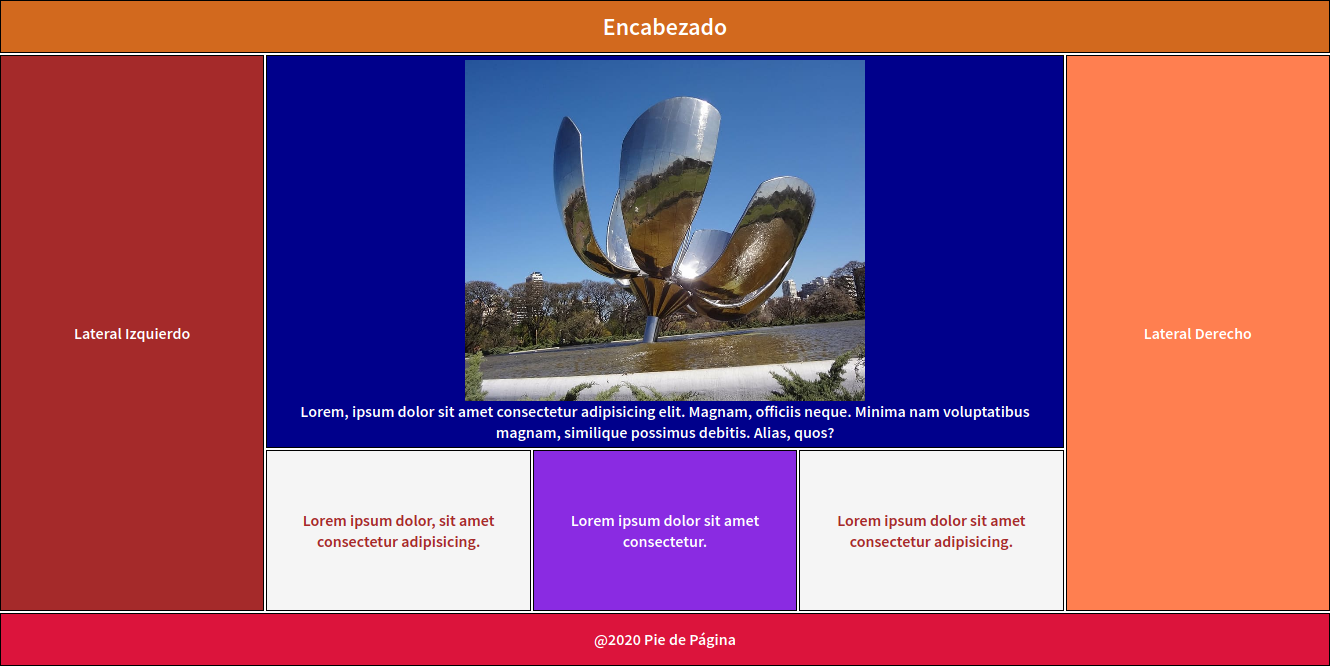 Encabezado
Lateral Izquierdo
Lorem, ipsum dolor sit amet consectetur adipisicing elit. Magnam, officiis neque. Minima nam voluptatibus
magnam, similique possimus debitis. Alias, quos?
Lateral Derecho
Lorem ipsum dolor, sit amet
consectetur adipisicing.
Lorem ipsum dolor sit amet
consectetur.
Lorem ipsum dolor sit amet
consectetur adipisicing.
@2020 Pie de Página